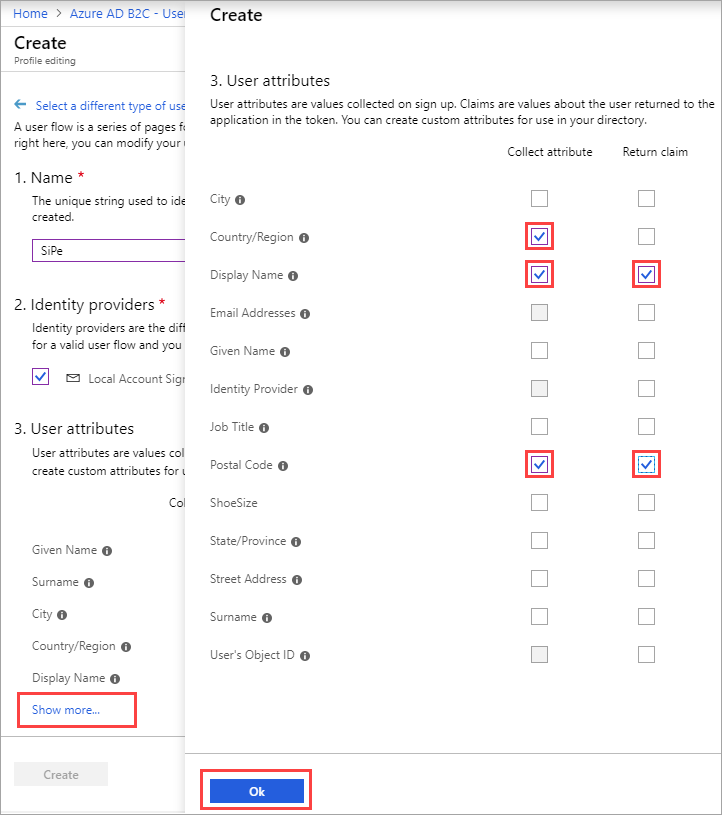 Home > Azure AD B2C - User
Create
Profile editing
Select a different type of use
A user flow is a series of pages fo
right here, you can modify your u
1. Name *
The unique string used to ide
created.
SiPe
2. Identity providers *
Identity providers are the diff
for a valid user flow and you
Local Account Sign
3. User attributes
User attributes are values coll
create custom attributes for u
Col
Given Name
Surname
City
Country/Region
Display Name
Show more...
Create
Create
3. User attributes
User attributes are values collected on sign up. Claims are values about the user returned to the
application in the token. You can create custom attributes for use in your directory.
Collect attribute Return claim
City
Country/Region
Display Name
Email Addresses
Given Name
Identity Provider
Job Title
Postal Code
ShoeSize
State/Province
Street Address
Surname
User's Object ID
Ok